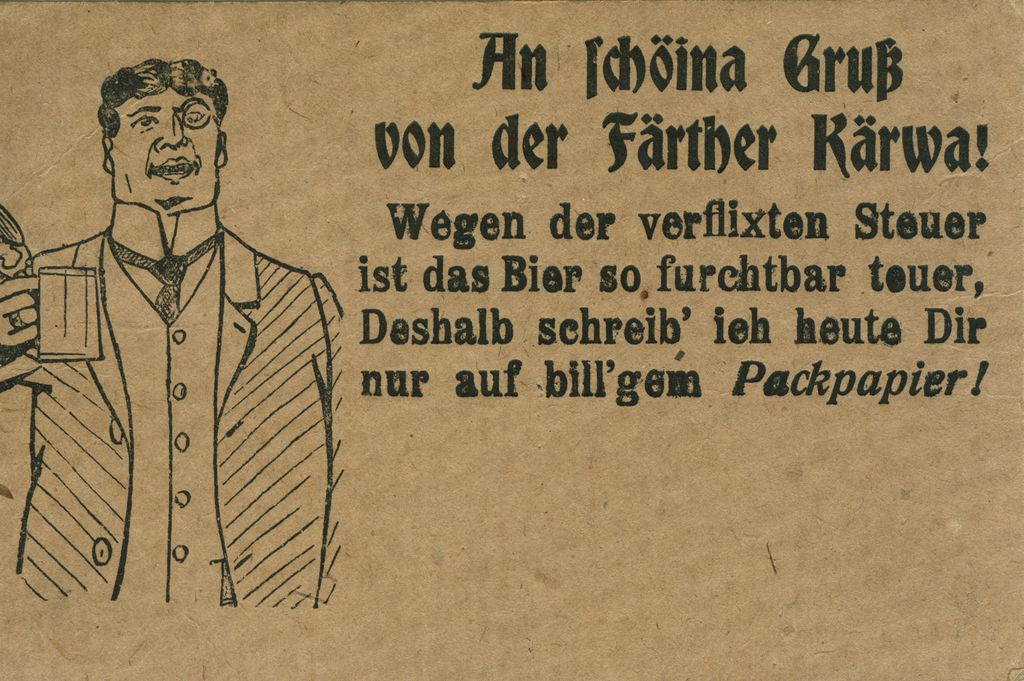 An schöina Gruß
von der Färther Kärwa!
Wegen der verflixten Steuer
ist das Bier so furchtbar teuer,
Deshalb schreib' ich heute Dir
nur auf bill'gem Packpapier!